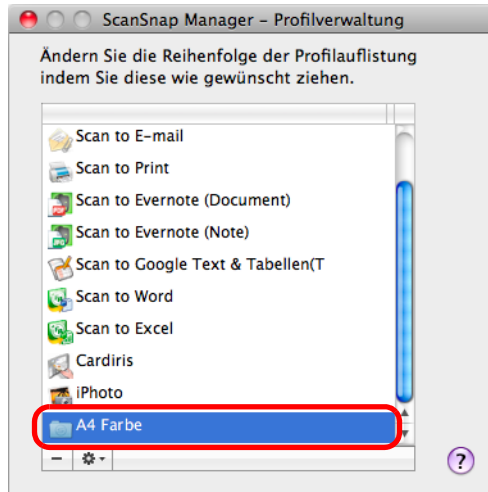 ScanSnap Manager – Profilverwaltung
Ändern Sie die Reihenfolge der Profilauflistung
indem Sie diese wie gewünscht ziehen.
Scan to E-mail
Scan to Print
Scan to Evernote (Document)
Scan to Evernote (Note)
Scan to Google Text & Tabellen(T
Scan to Word
Scan to Excel
Cardiris
iPhoto
A4 Farbe
?